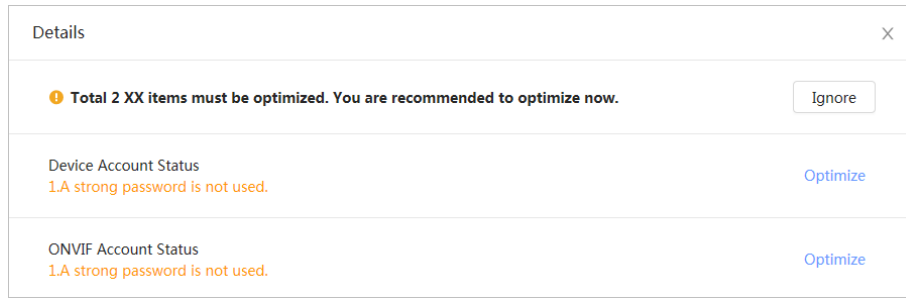 Details
X
Total 2 XX items must be optimized. You are recommended to optimize now.
Ignore
Device Account Status
1.A strong password is not used.
Optimize
ONVIF Account Status
1.A strong password is not used.
Optimize